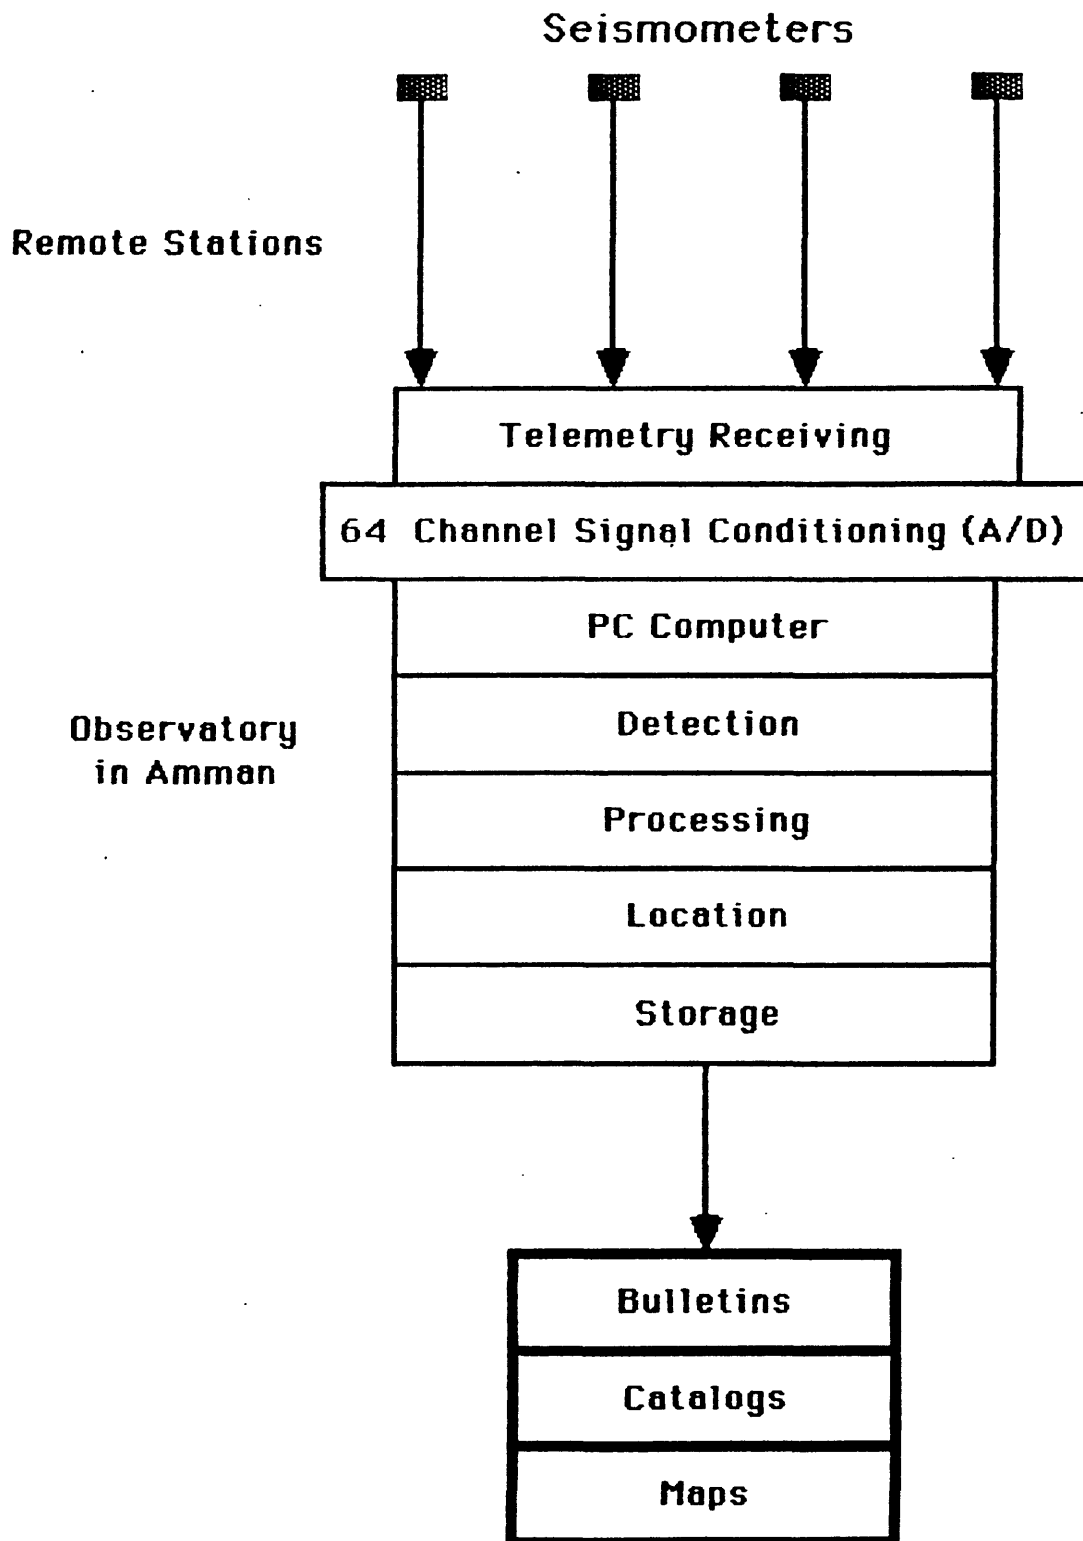 Seismometers
Remote Stations
Telemetry Receiving
64 Channel Signal Conditioning (A/D)
PC Computer
Detection
Observatory
in Amman
Processing
Location
Storage
Bulletins
Catalogs
Maps